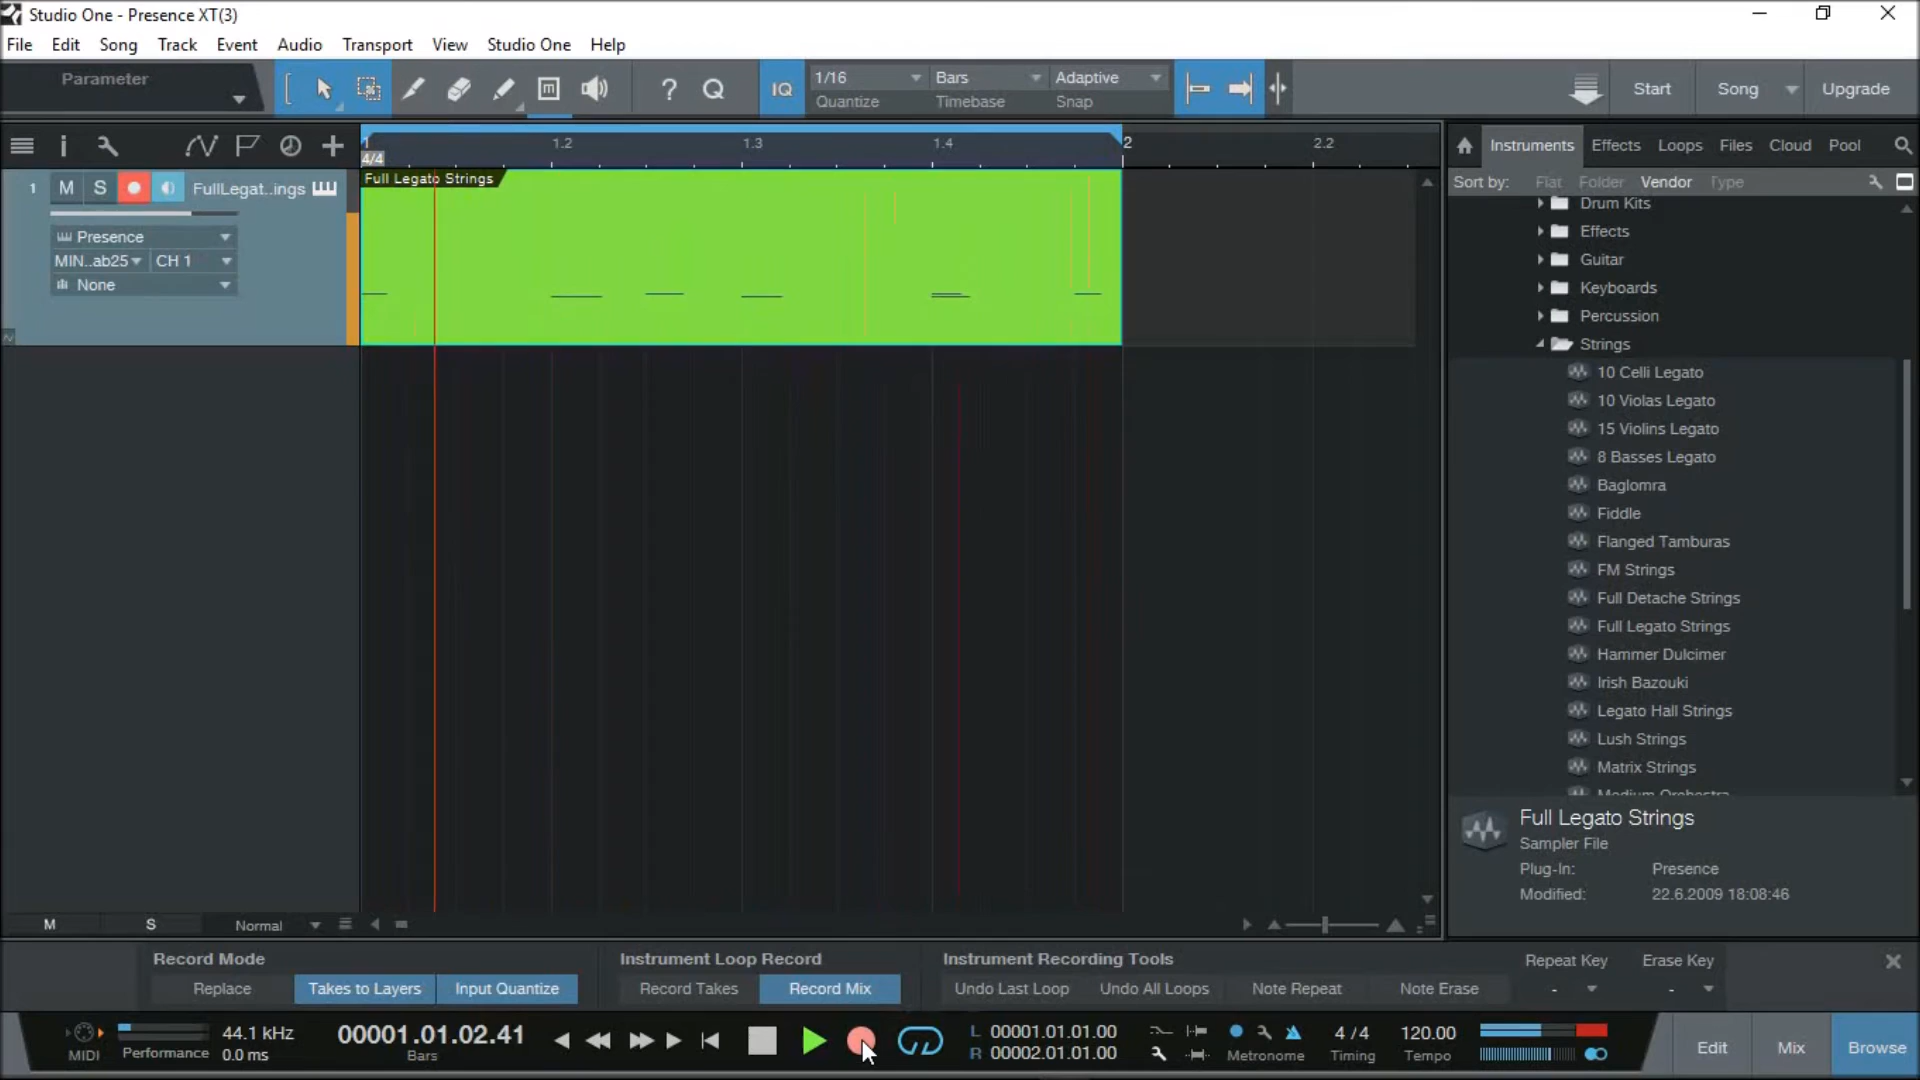 Studio One - Presence XT(3)
File Edit Song Track Event Audio Transport View Studio One Help
Parameter
? Q IQ 1/16 Bars Adaptive Start Song Upgrade
Quantize Timebase Snap
1 1.2 1.3 1.4 2 2.2
4/4
Instruments Effects Loops Files Cloud Pool
Sort by: Flat Folder Vendor Type
1 M S FullLegat..ings
Full Legato Strings
Presence
MIN..ab25 CH 1
None
Drum Kits
Effects
Guitar
Keyboards
Percussion
Strings
10 Celli Legato
10 Violas Legato
15 Violins Legato
8 Basses Legato
Baglomra
Fiddle
Flanged Tamburas
FM Strings
Full Detache Strings
Full Legato Strings
Hammer Dulcimer
Irish Bazouki
Legato Hall Strings
Lush Strings
Matrix Strings
Medium Orchestra
Full Legato Strings
Sampler File
Plug-In: Presence
Modified: 22.6.2009 18:08:46
M S Normal
Record Mode Instrument Loop Record Instrument Recording Tools Repeat Key Erase Key
Replace Takes to Layers Input Quantize Record Takes Record Mix Undo Last Loop Undo All Loops Note Repeat Note Erase - -
MIDI Performance 44.1 kHz
0.0 ms
00001.01.02.41
Bars
L 00001.01.01.00
R 00002.01.01.00
Metronome
4 / 4
Timing
120.00
Tempo
Edit Mix Browse